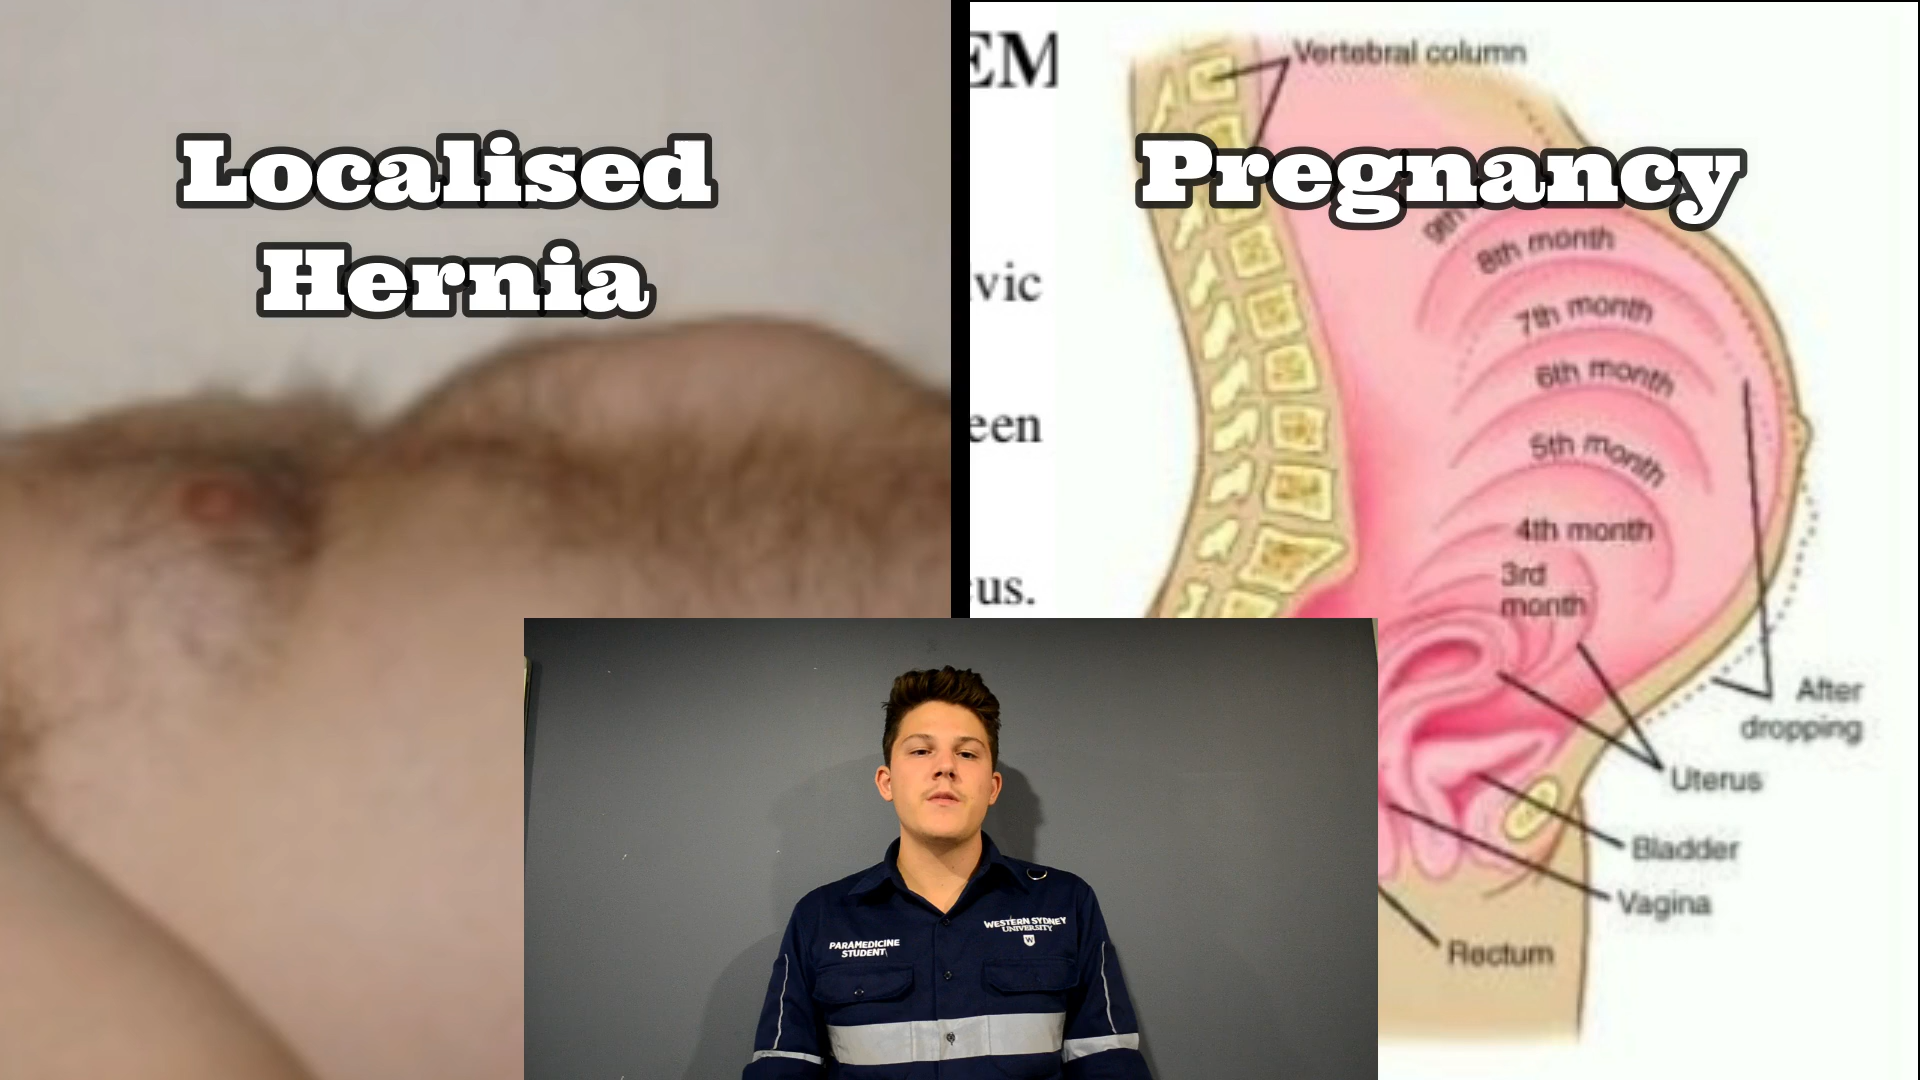 Localised
Hernia
EM
Pregnancy
Vertebral column
9th
8th month
7th month
6th month
5th month
4th month
3rd
month
vic
een
us.
After
dropping
Uterus
Bladder
Vagina
Rectum
PARAMEDICINE
STUDENT
WESTERN SYDNEY
UNIVERSITY
W